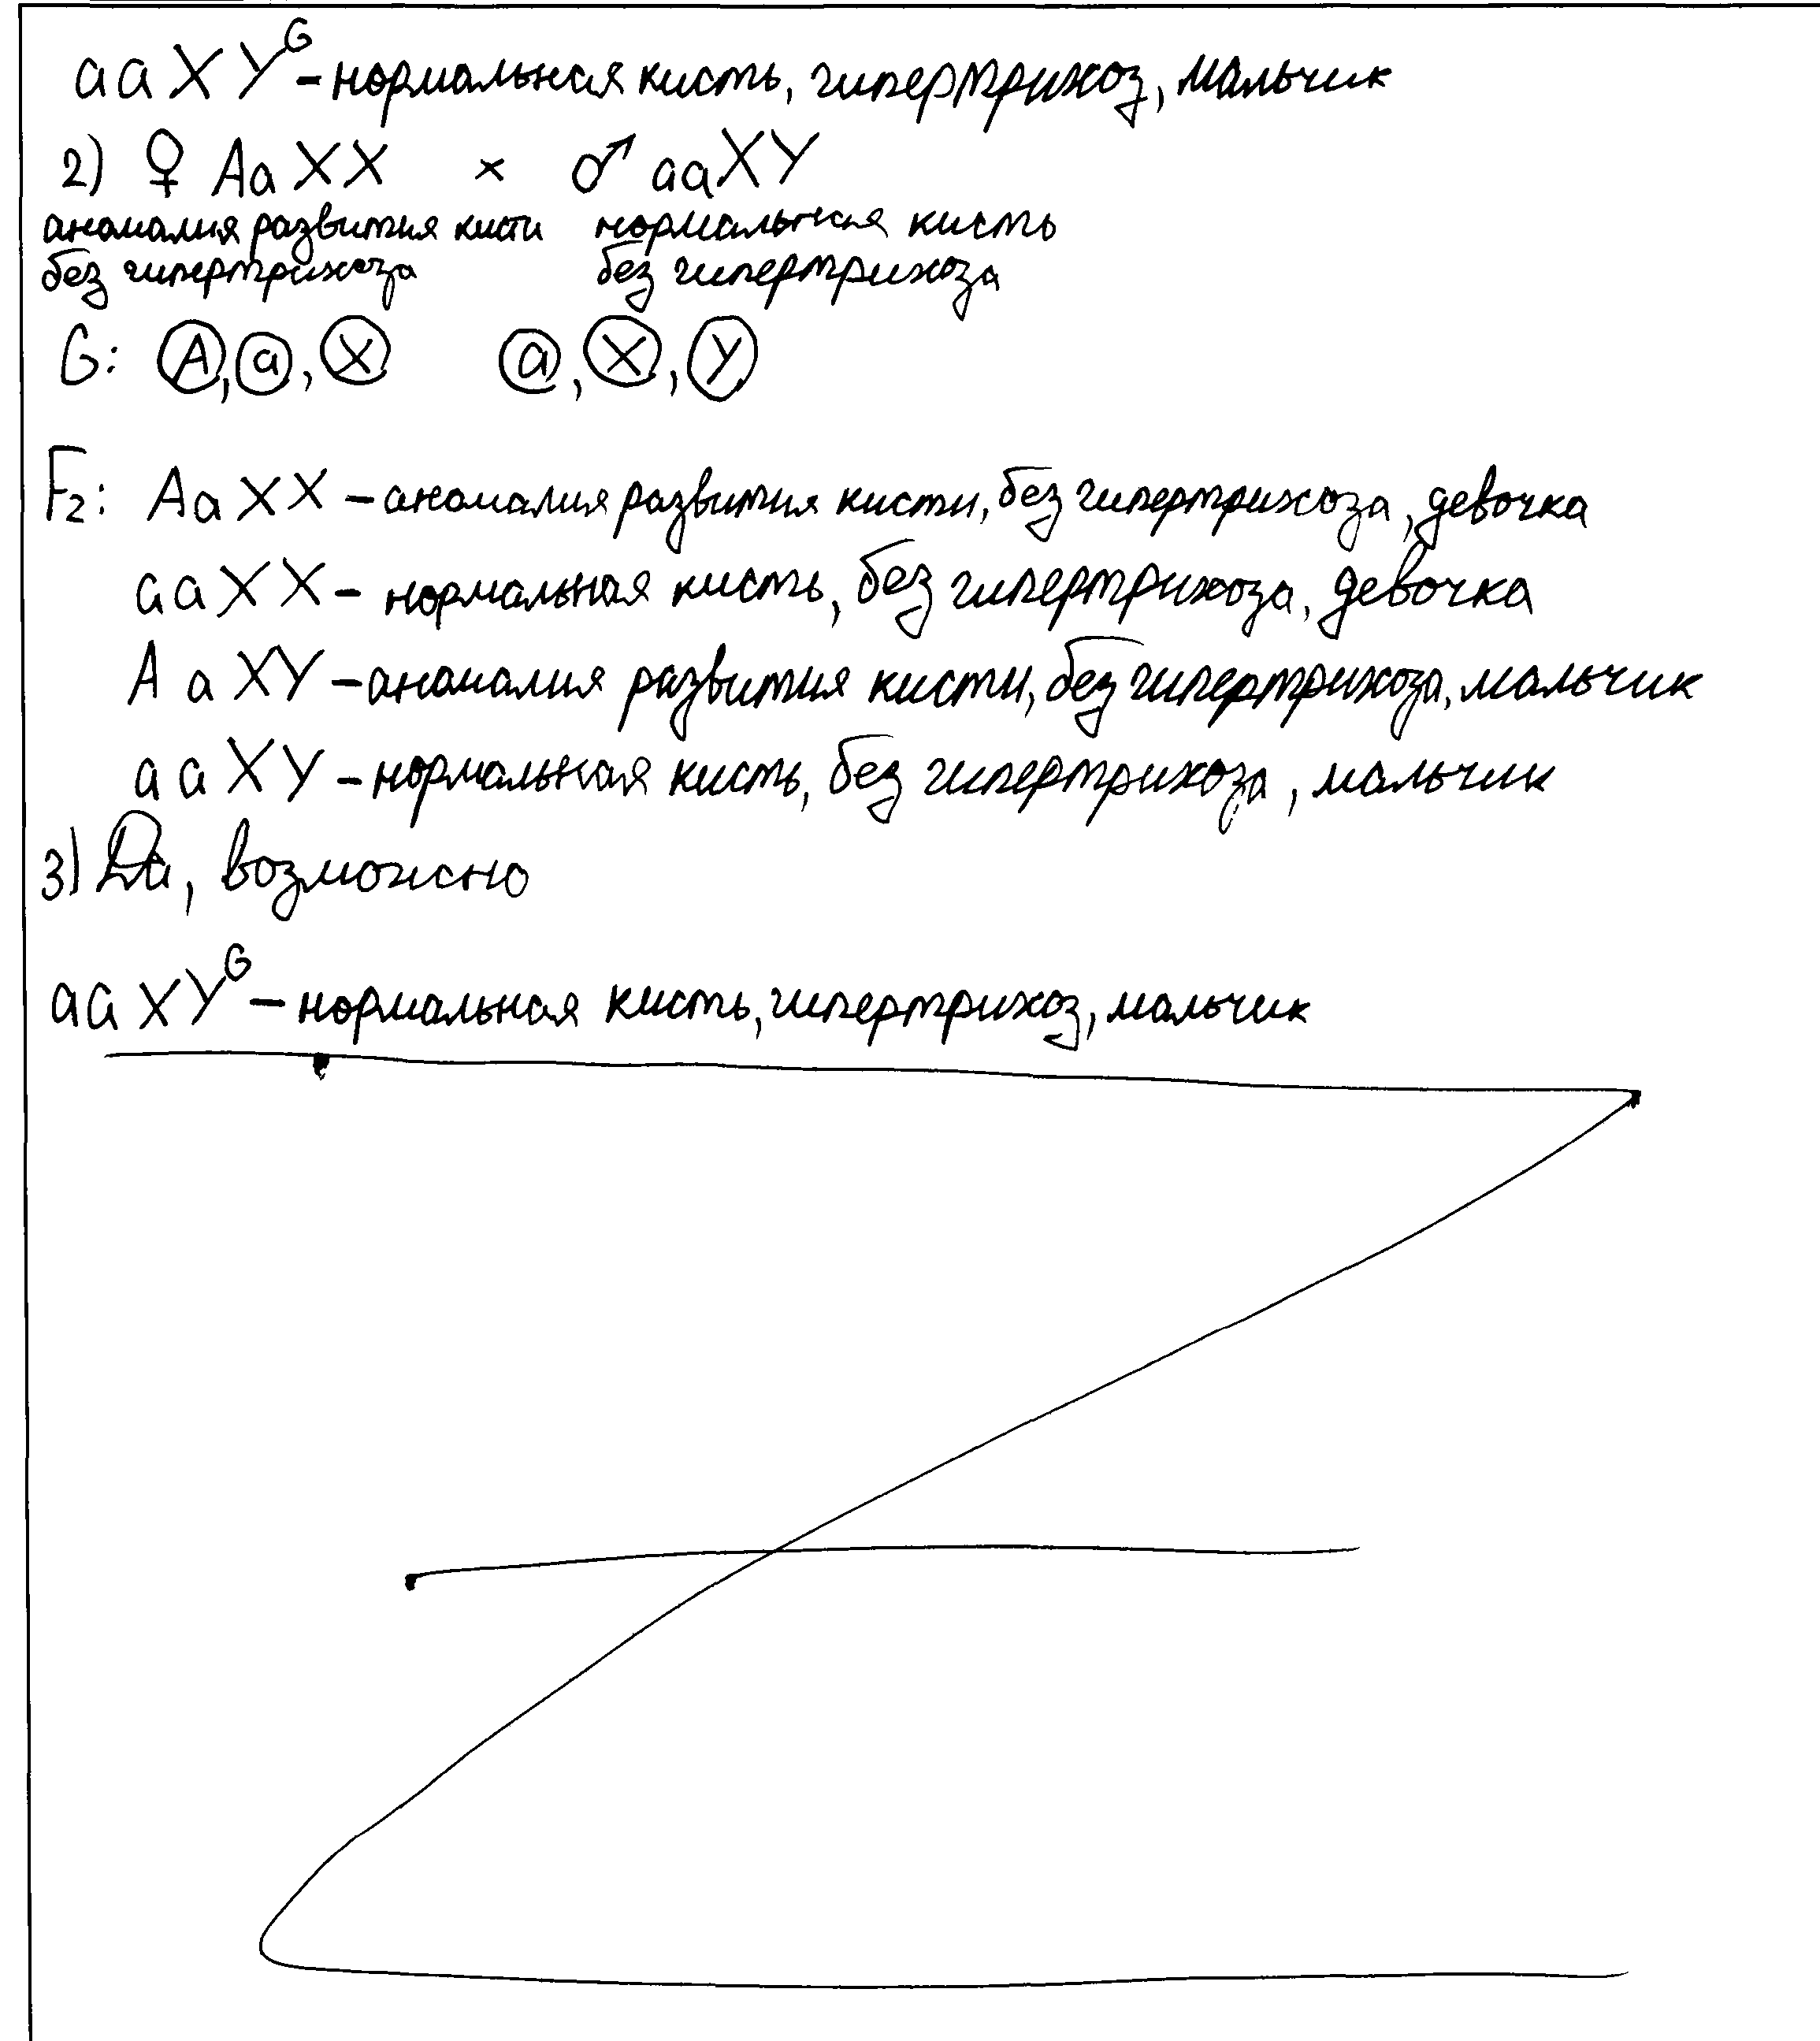 aaXY^G – нормальная кисть, гипертрихоз, мальчик
2) ♀ AaXX × ♂ aaXY
аномалия развития кисти нормальная кисть
без гипертрихоза без гипертрихоза
G: A, a, X a, X, Y
F₂: AaXX – аномалия развития кисти, без гипертрихоза, девочка
aaXX – нормальная кисть, без гипертрихоза, девочка
AaXY – аномалия развития кисти, без гипертрихоза, мальчик
aaXY – нормальная кисть, без гипертрихоза, мальчик
3) Да, возможно
aaXY^G – нормальная кисть, гипертрихоз, мальчик